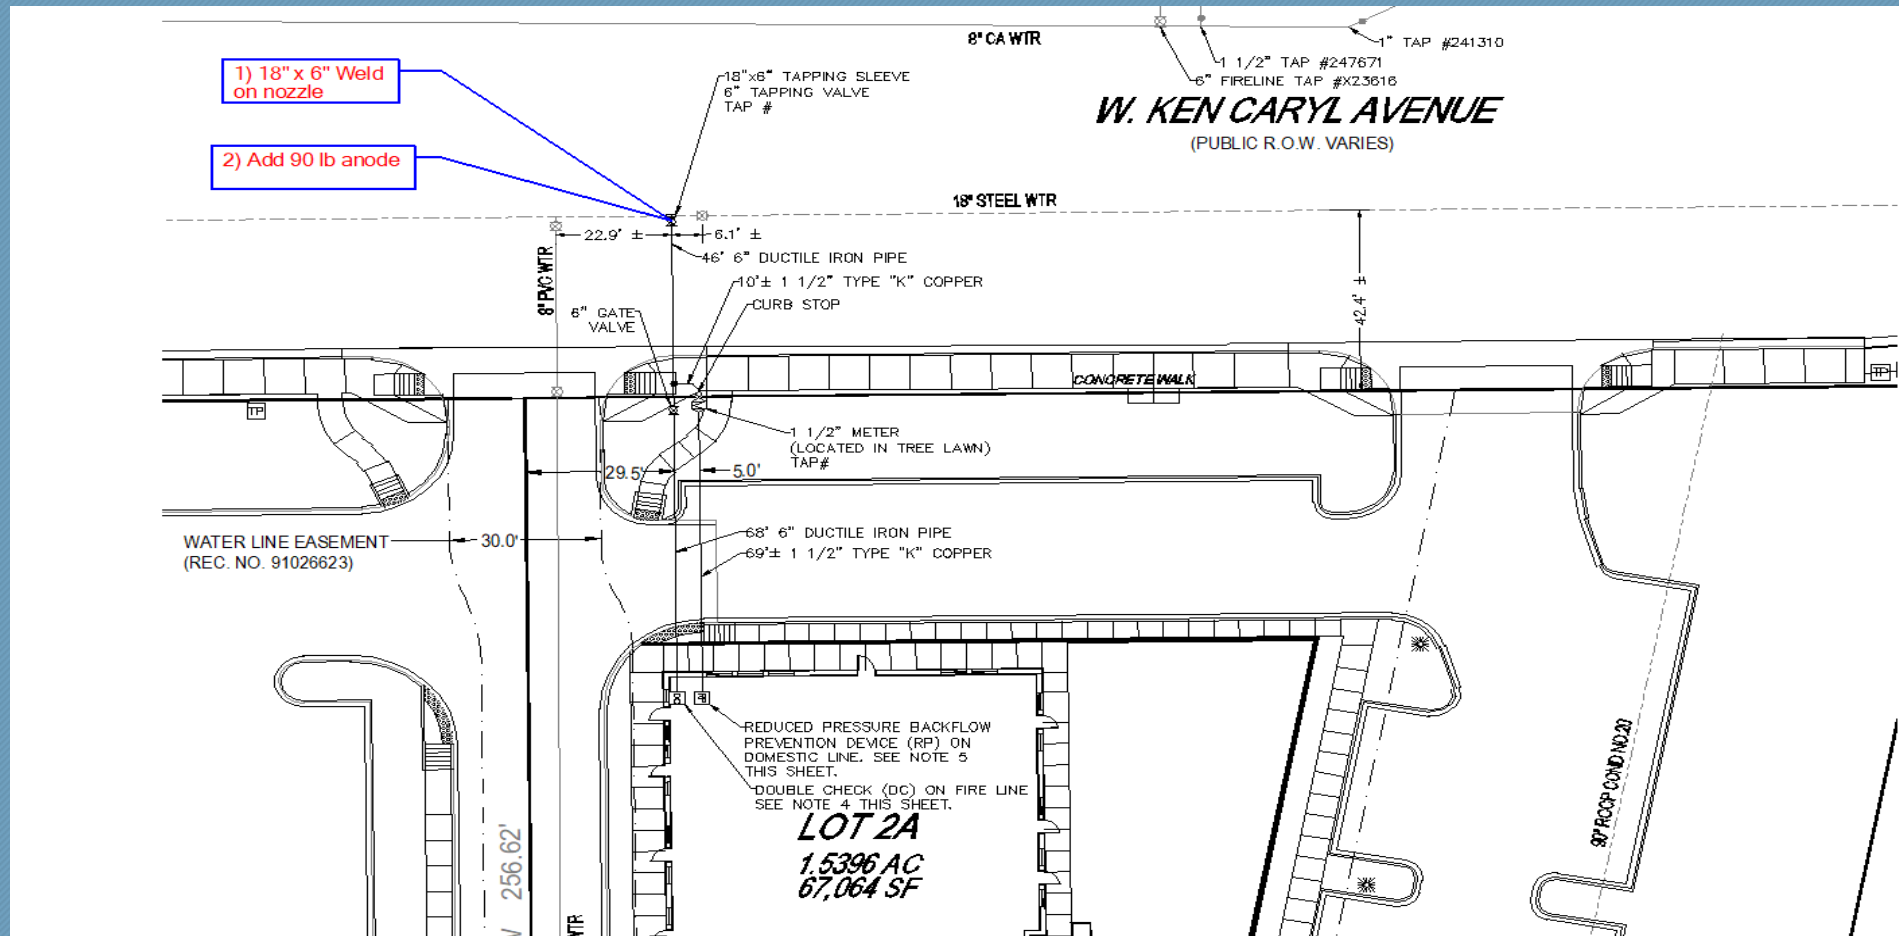 8" CA WTR
1" TAP #241310
1 1/2" TAP #247671
6" FIRELINE TAP #X23616
W. KEN CARYL AVENUE
(PUBLIC R.O.W. VARIES)
1) 18" x 6" Weld
on nozzle
2) Add 90 lb anode
18"x6" TAPPING SLEEVE
6" TAPPING VALVE
TAP #
18" STEEL WTR
22.9' ±
6.1' ±
46' 6" DUCTILE IRON PIPE
10'± 1 1/2" TYPE "K" COPPER
CURB STOP
8" PVC WTR
6" GATE
VALVE
42.4' ±
CONCRETE WALK
TP
TP
1 1/2" METER
(LOCATED IN TREE LAWN)
TAP#
29.5'
5.0'
WATER LINE EASEMENT
(REC. NO. 91026623)
30.0'
68' 6" DUCTILE IRON PIPE
69'± 1 1/2" TYPE "K" COPPER
DC
RP
REDUCED PRESSURE BACKFLOW
PREVENTION DEVICE (RP) ON
DOMESTIC LINE. SEE NOTE 5
THIS SHEET.
DOUBLE CHECK (DC) ON FIRE LINE
SEE NOTE 4 THIS SHEET.
LOT 2A
1.5396 AC
67,064 SF
256.62'
WTR